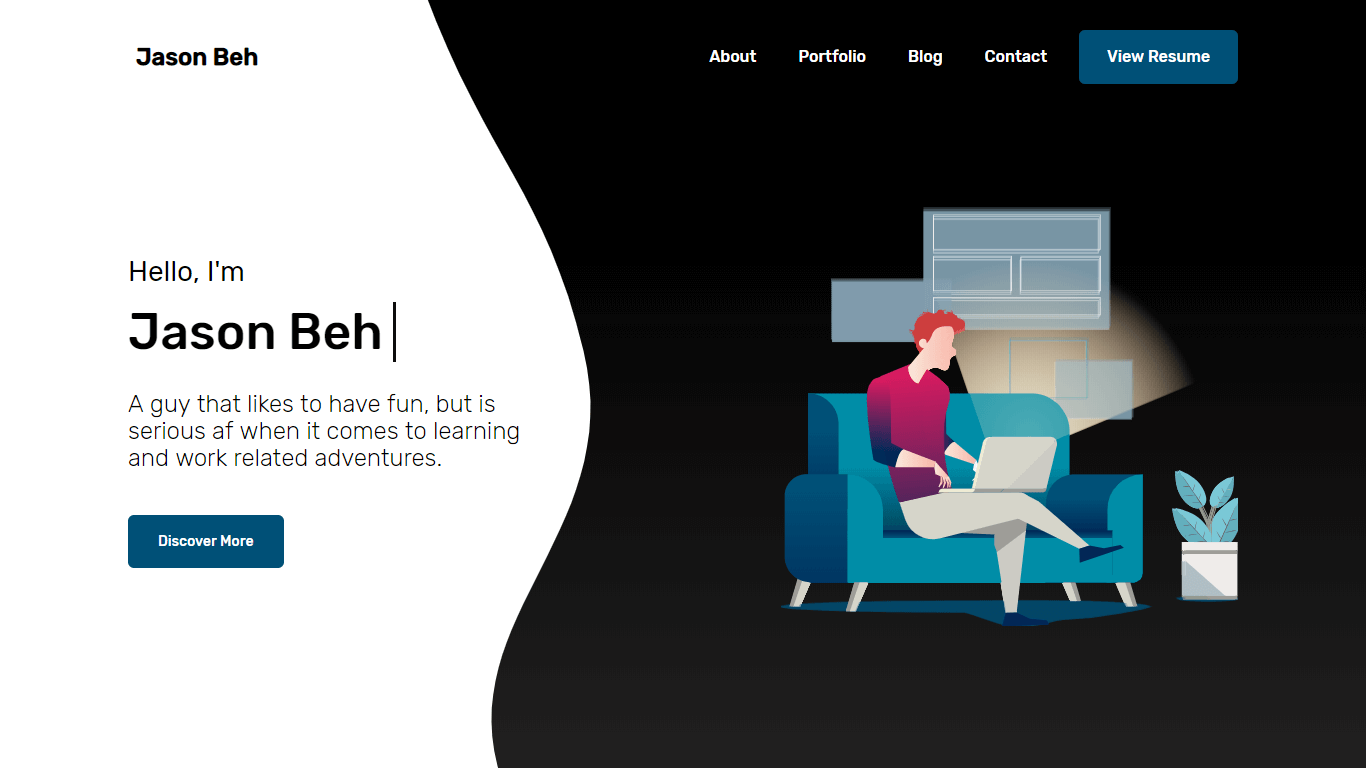 Jason Beh
About
Portfolio
Blog
Contact
View Resume
Hello, I'm
Jason Beh
A guy that likes to have fun, but is
serious af when it comes to learning
and work related adventures.
Discover More